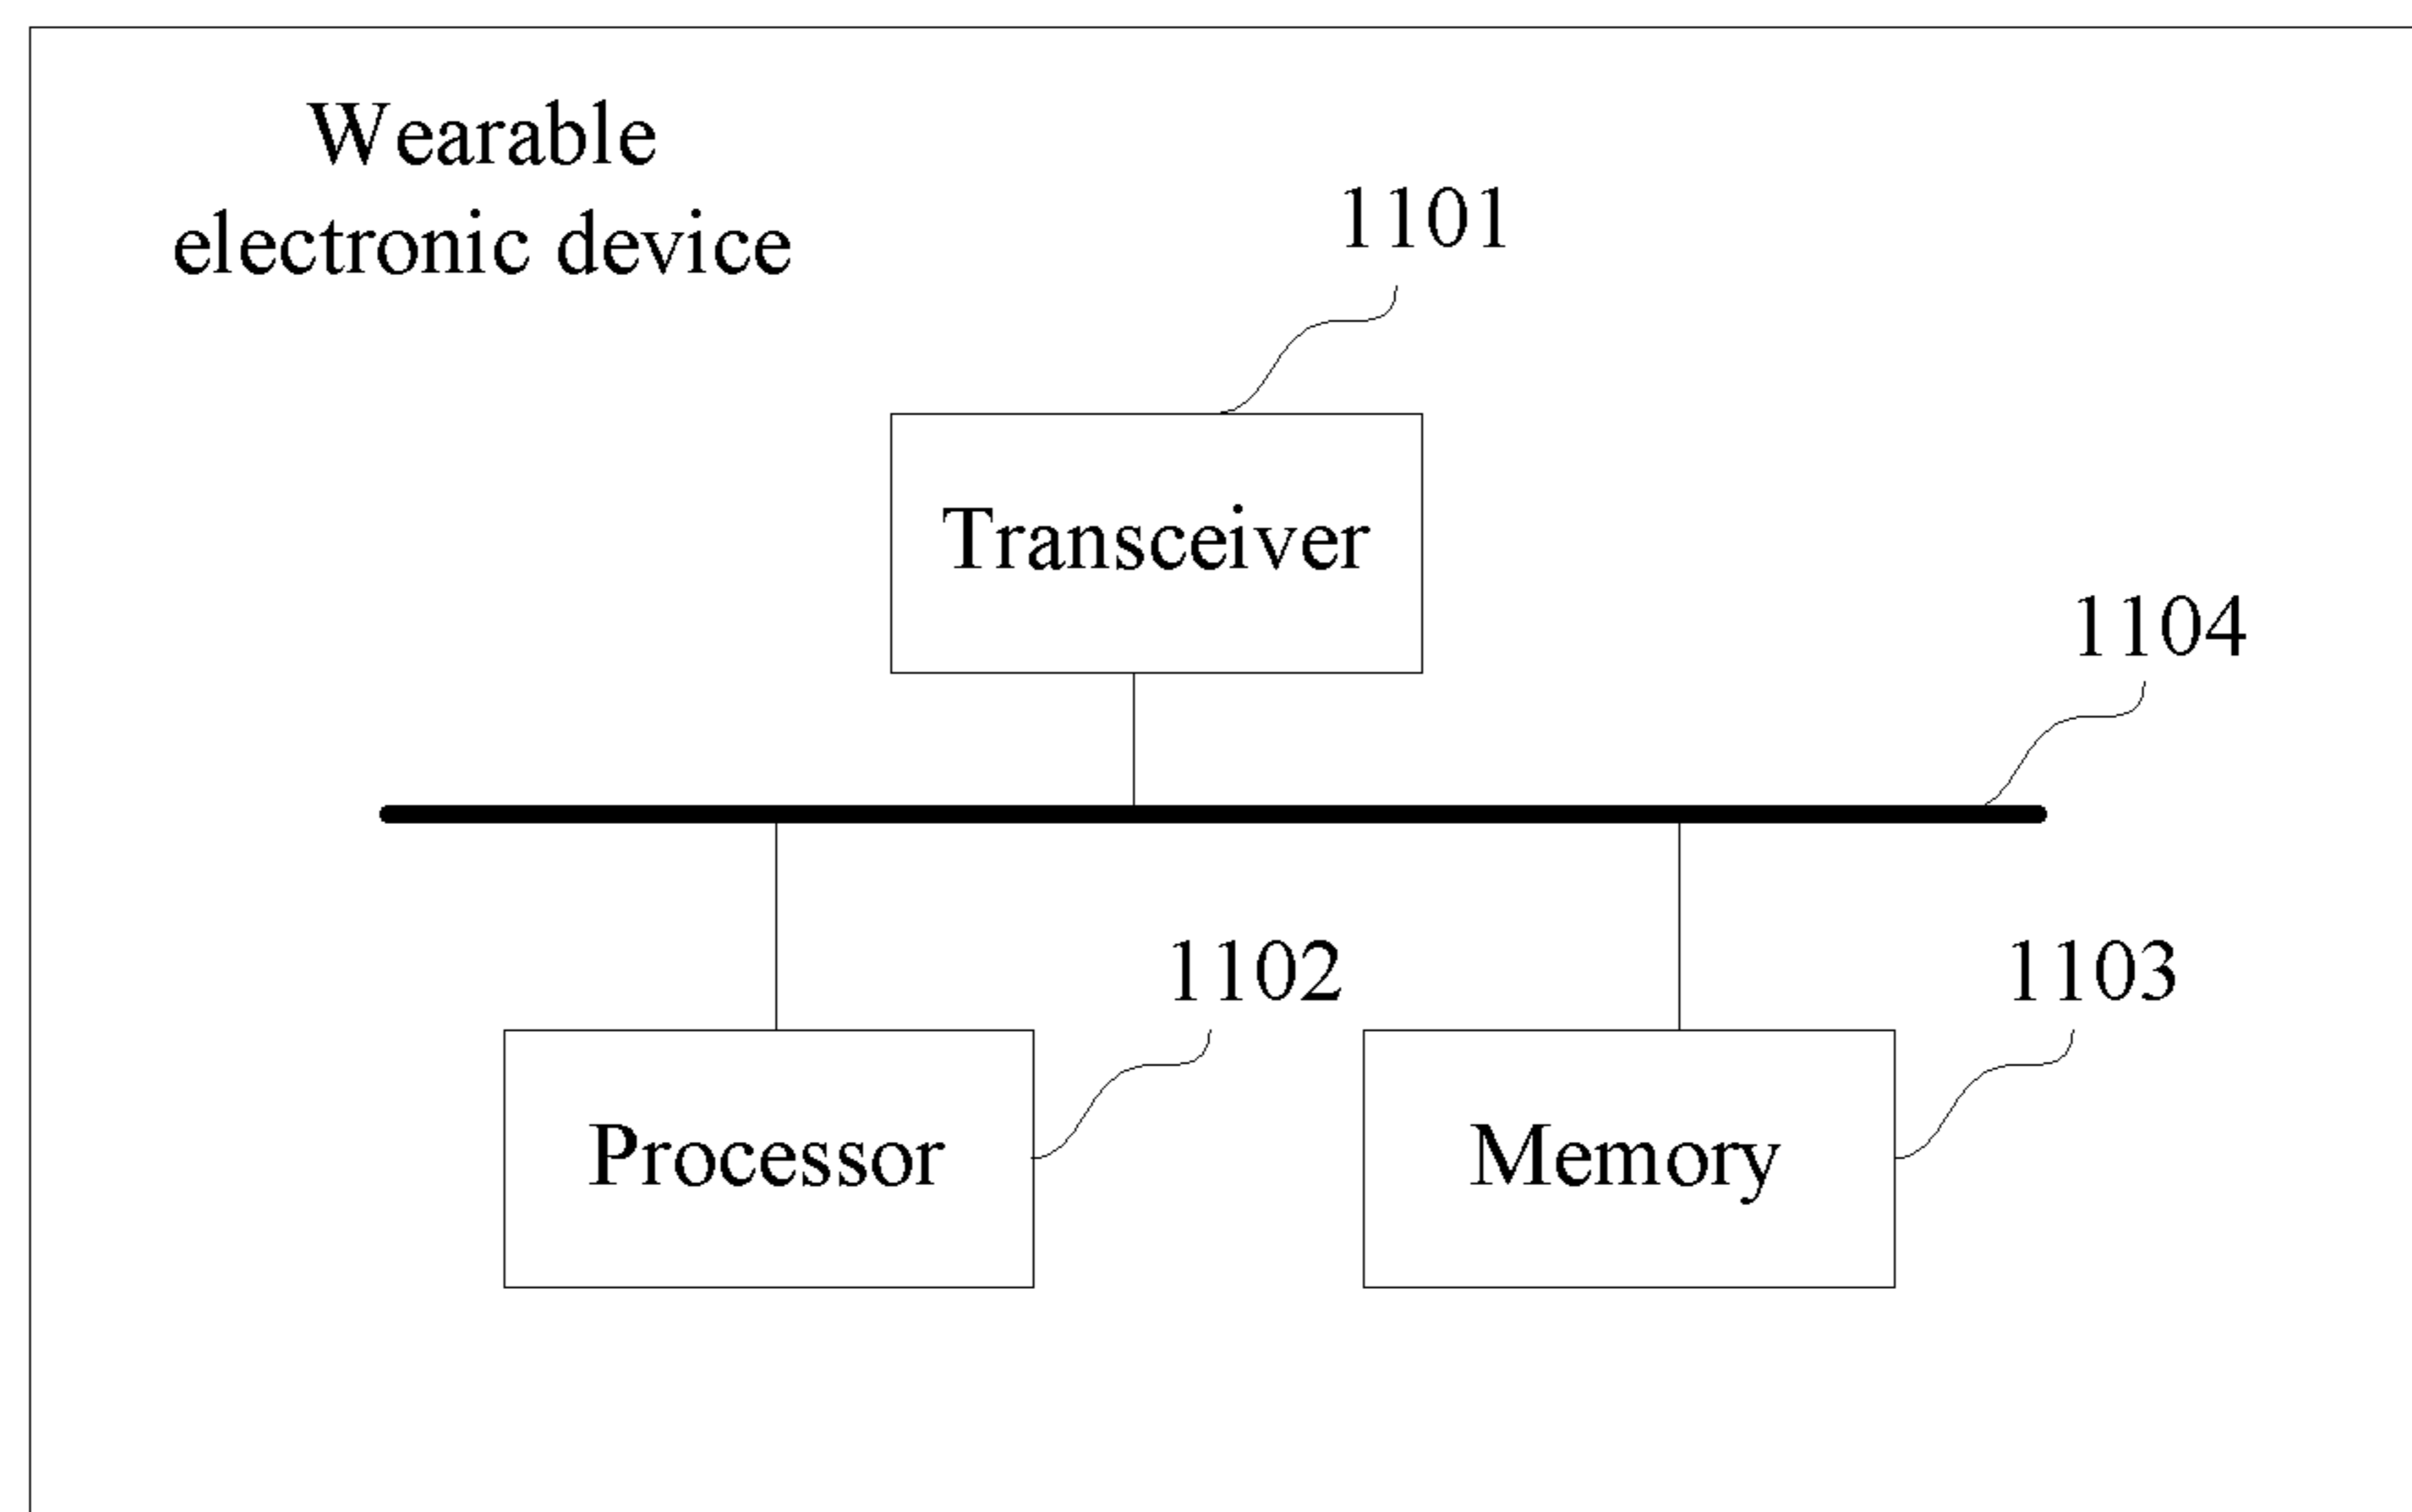 Wearable
electronic device
1101
Transceiver
1104
1102
1103
Processor
Memory